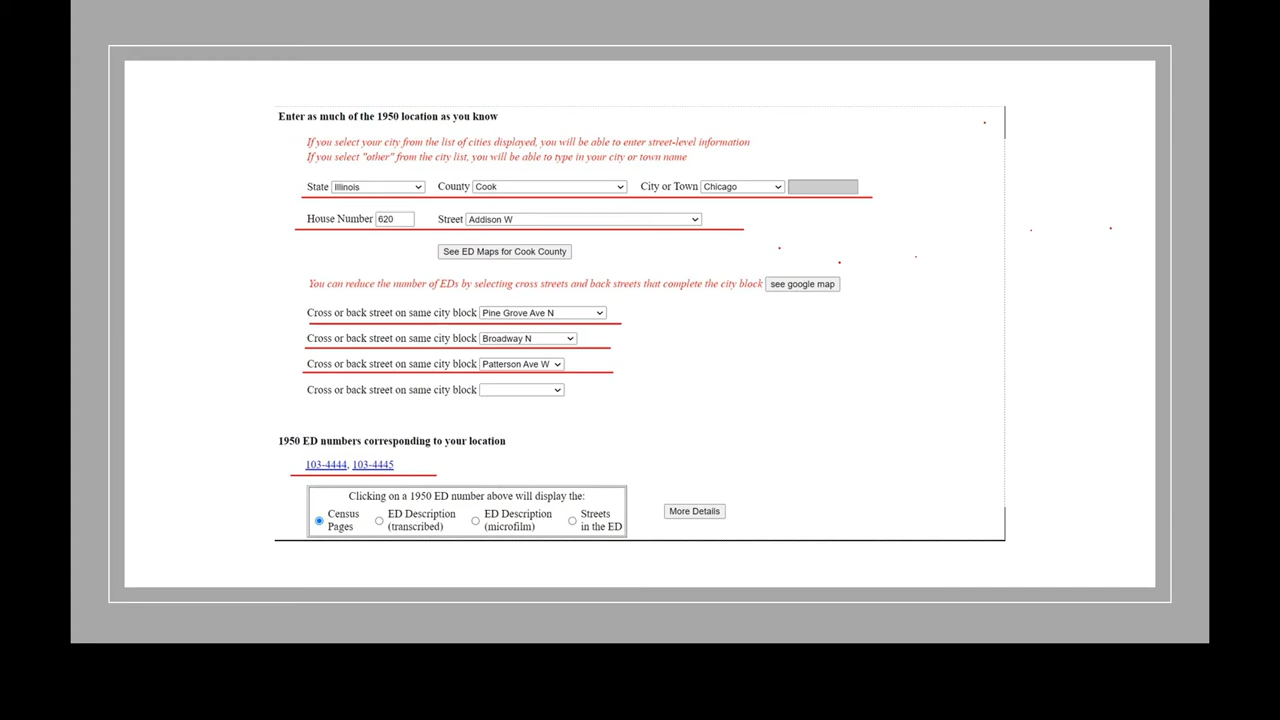 Enter as much of the 1950 location as you know
If you select your city from the list of cities displayed, you will be able to enter street-level information
If you select "other" from the city list, you will be able to type in your city or town name
State Illinois County Cook City or Town Chicago
House Number 620 Street Addison W
See ED Maps for Cook County
You can reduce the number of EDs by selecting cross streets and back streets that complete the city block see google map
Cross or back street on same city block Pine Grove Ave N
Cross or back street on same city block Broadway N
Cross or back street on same city block Patterson Ave W
Cross or back street on same city block
1950 ED numbers corresponding to your location
103-4444, 103-4445
Clicking on a 1950 ED number above will display the:
Census Pages
ED Description (transcribed)
ED Description (microfilm)
Streets in the ED
More Details